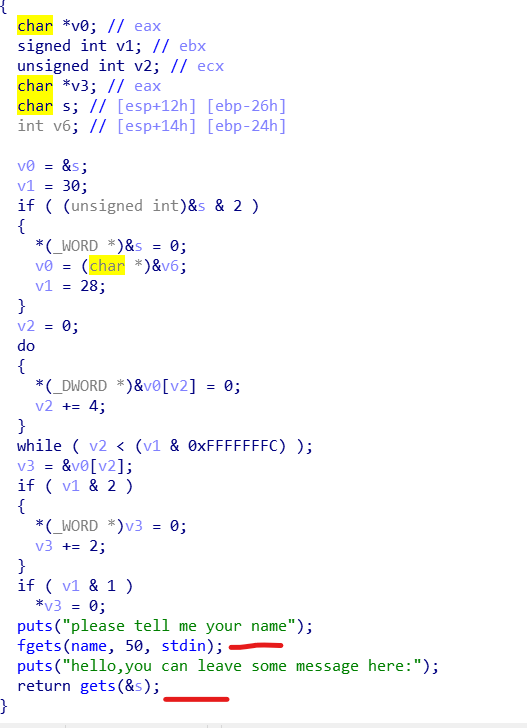 {
char *v0; // eax
signed int v1; // ebx
unsigned int v2; // ecx
char *v3; // eax
char s; // [esp+12h] [ebp-26h]
int v6; // [esp+14h] [ebp-24h]
v0 = &s;
v1 = 30;
if ( (unsigned int)&s & 2 )
{
*(_WORD *)&s = 0;
v0 = (char *)&v6;
v1 = 28;
}
v2 = 0;
do
{
*(_DWORD *)&v0[v2] = 0;
v2 += 4;
}
while ( v2 < (v1 & 0xFFFFFFFC) );
v3 = &v0[v2];
if ( v1 & 2 )
{
*(_WORD *)v3 = 0;
v3 += 2;
}
if ( v1 & 1 )
*v3 = 0;
puts("please tell me your name");
fgets(name, 50, stdin);
puts("hello,you can leave some message here:");
return gets(&s);
}